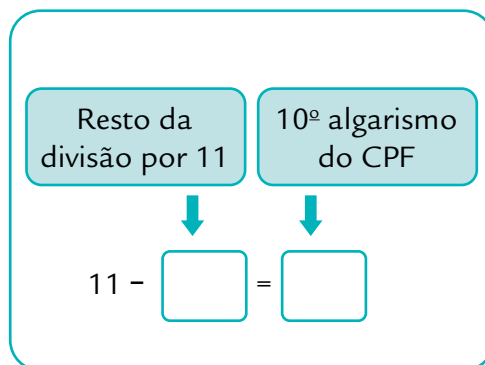 Resto da
divisão por 11
10º algarismo
do CPF
11 - =